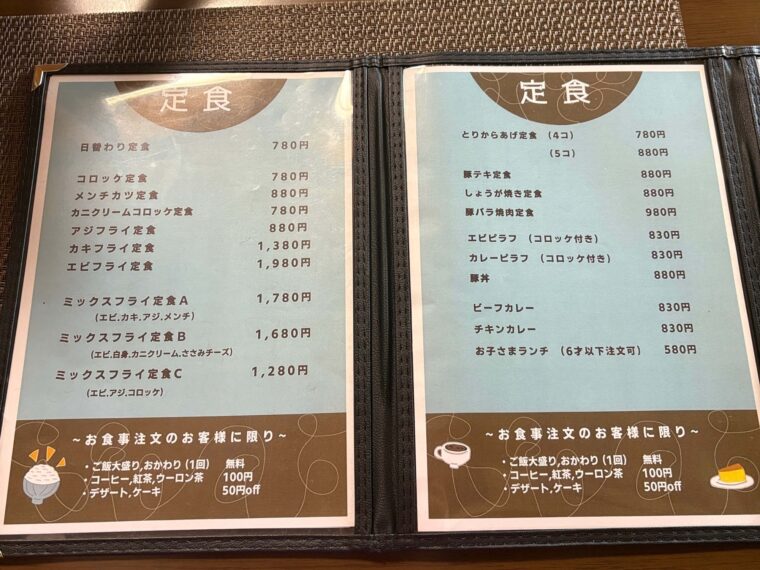 定食
日替わり定食 780円
コロッケ定食 780円
メンチカツ定食 880円
カニクリームコロッケ定食 780円
アジフライ定食 880円
カキフライ定食 1,380円
エビフライ定食 1,980円
ミックスフライ定食A 1,780円
(エビ,カキ,アジ,メンチ)
ミックスフライ定食B 1,680円
(エビ,白身,カニクリーム,ささみチーズ)
ミックスフライ定食C 1,280円
(エビ,アジ,コロッケ)
~お食事注文のお客様に限り~
・ご飯大盛り,おかわり(1回) 無料
・コーヒー,紅茶,ウーロン茶 100円
・デザート,ケーキ 50円off
定食
とりからあげ定食 (4コ) 780円
(5コ) 880円
豚テキ定食 880円
しょうが焼き定食 880円
豚バラ焼肉定食 980円
エビピラフ (コロッケ付き) 830円
カレーピラフ (コロッケ付き) 830円
豚丼 880円
ビーフカレー 830円
チキンカレー 830円
お子さまランチ (6才以下注文可) 580円
~お食事注文のお客様に限り~
・ご飯大盛り,おかわり(1回) 無料
・コーヒー,紅茶,ウーロン茶 100円
・デザート,ケーキ 50円off